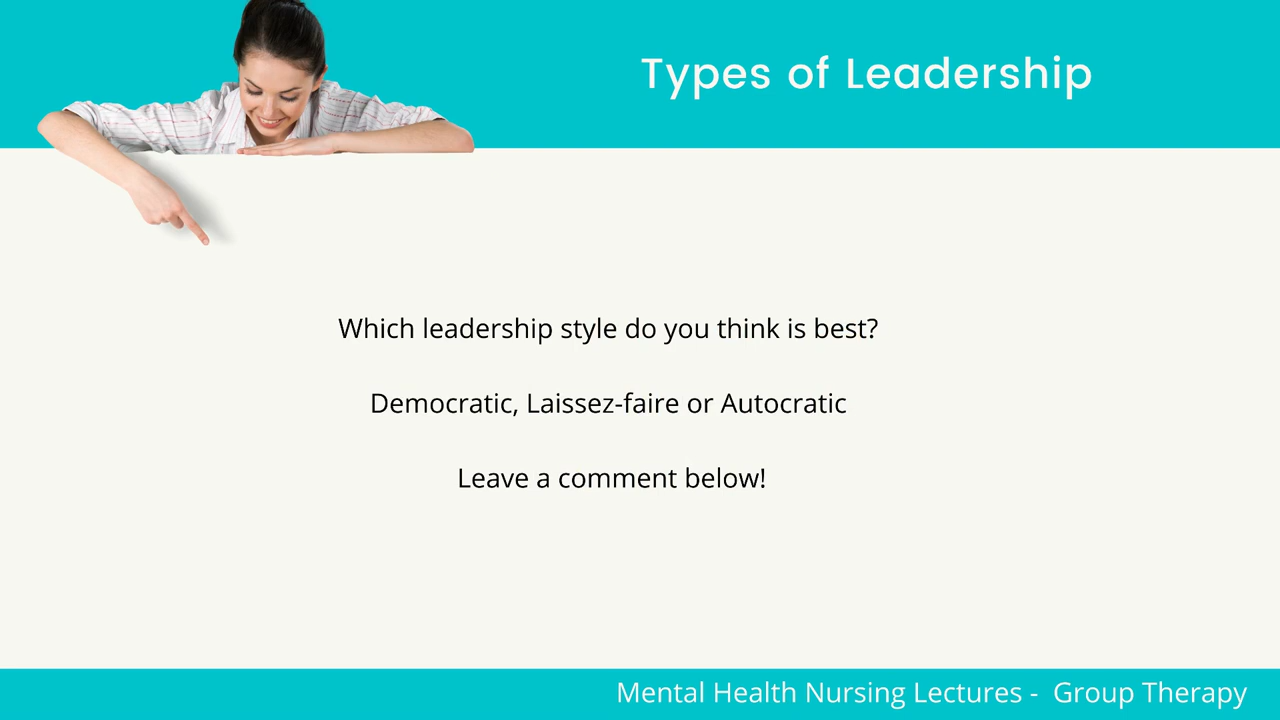 Types of Leadership
Which leadership style do you think is best?
Democratic, Laissez-faire or Autocratic
Leave a comment below!
Mental Health Nursing Lectures - Group Therapy